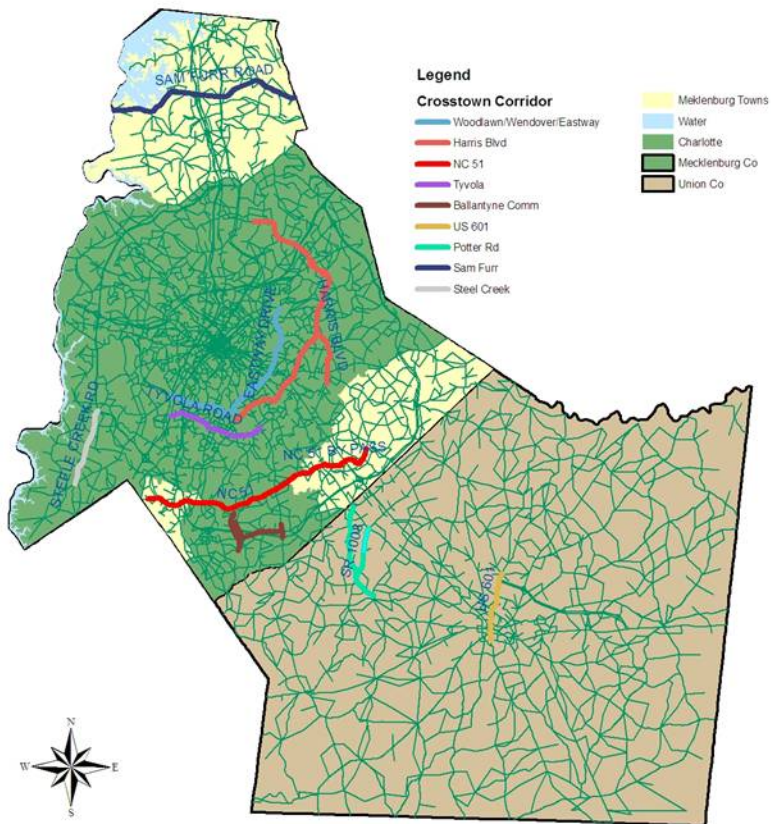 SAM FURR ROAD
Legend
Crosstown Corridor
Woodlawn/Wendover/Eastway
Harris Blvd
NC 51
Tyvola
Ballantyne Comm
US 601
Potter Rd
Sam Furr
Steel Creek
Meklenburg Towns
Water
Charlotte
Mecklenburg Co
Union Co
HARRIS BLVD
EASTWAY DRIVE
TYVOLA ROAD
STEELE CREEK RD
NC 51 BY PASS
NC 51
SR 1008
US 601
N
W
E
S